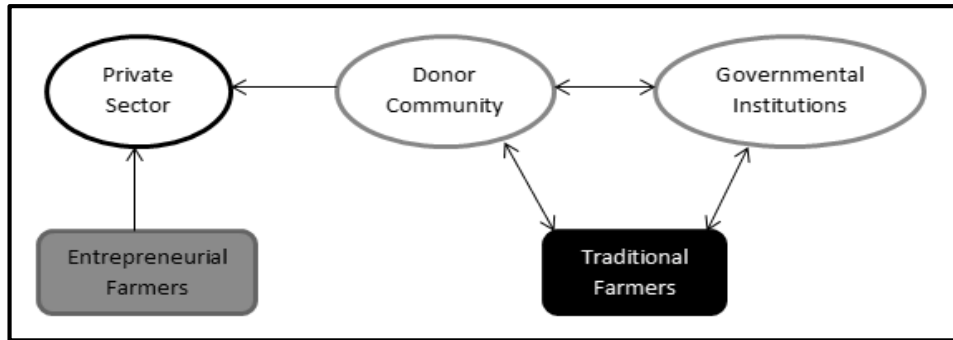 Private
Sector
Donor
Community
Governmental
Institutions
Entrepreneurial
Farmers
Traditional
Farmers